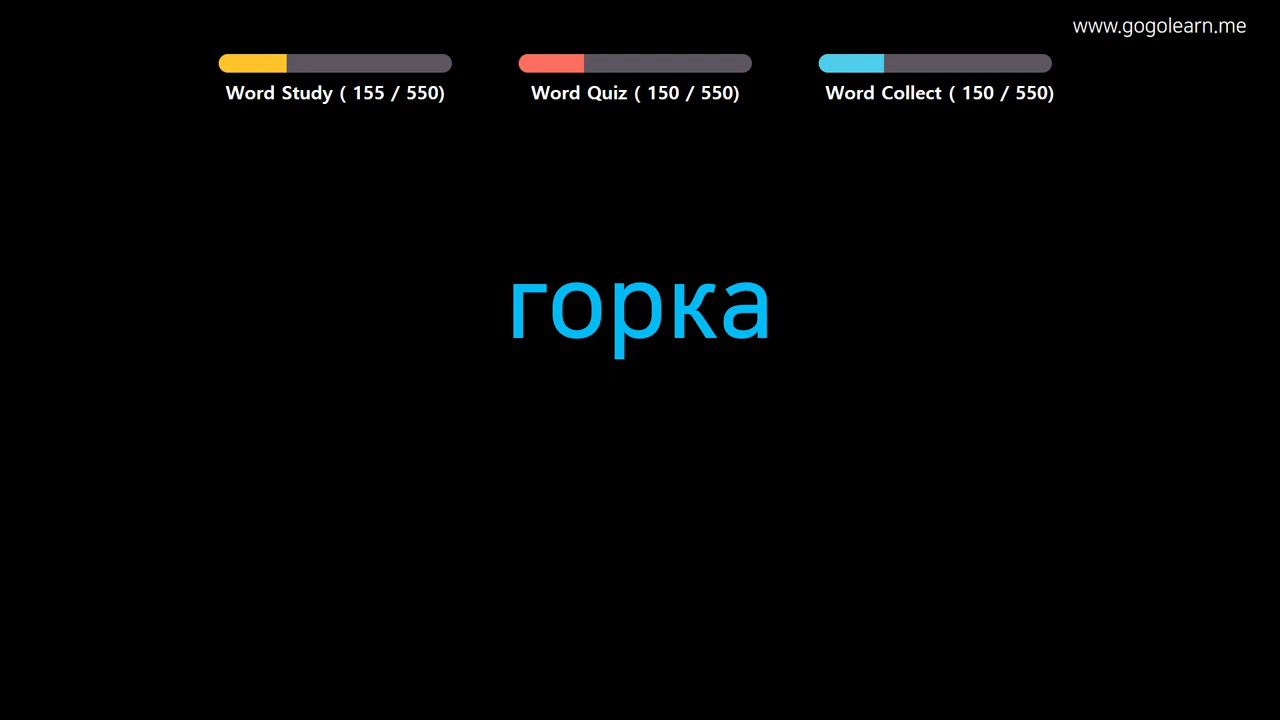 www.gogolearn.me
Word Study ( 155 / 550)
Word Quiz ( 150 / 550)
Word Collect ( 150 / 550)
горка